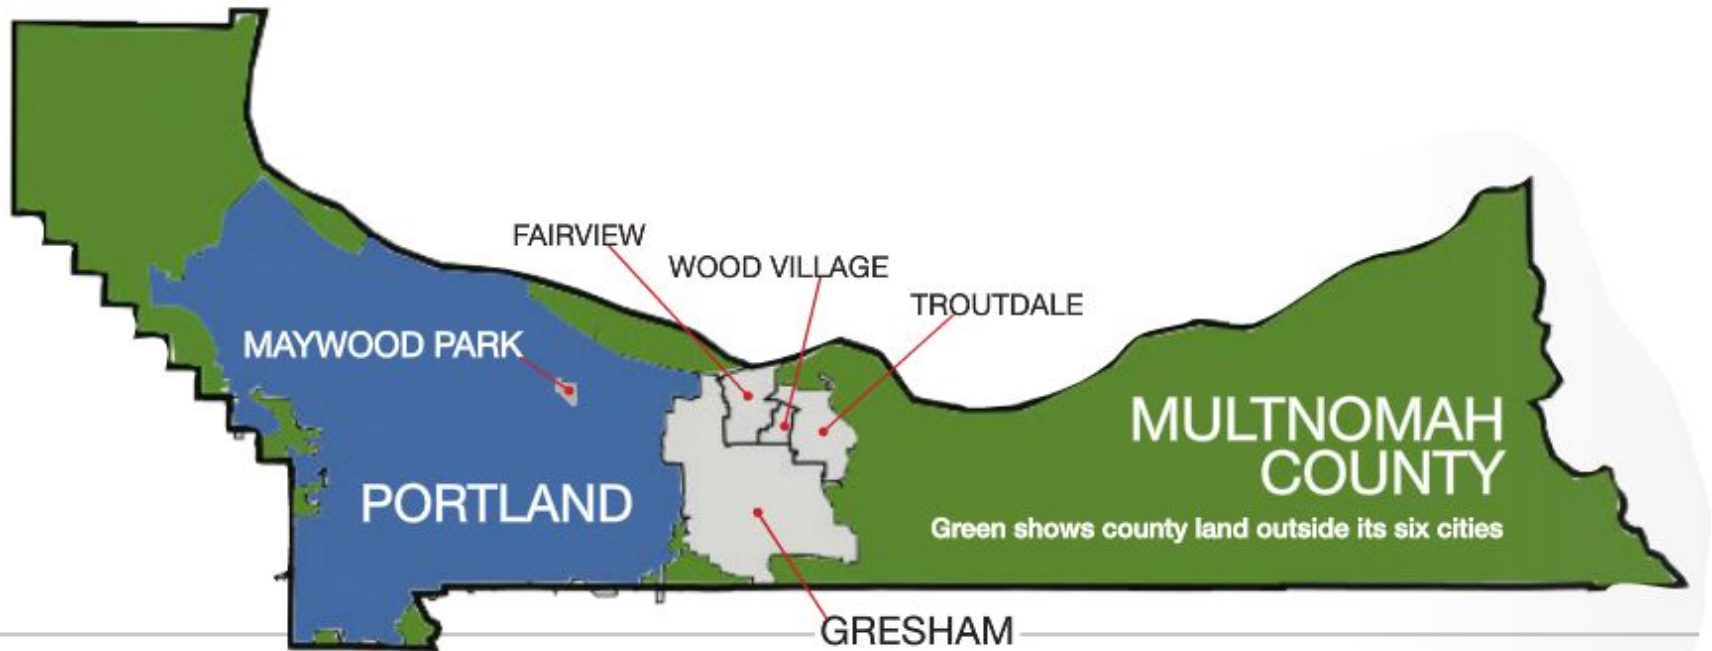 FAIRVIEW
WOOD VILLAGE
TROUTDALE
MAYWOOD PARK
MULTNOMAH
COUNTY
PORTLAND
Green shows county land outside its six cities
GRESHAM